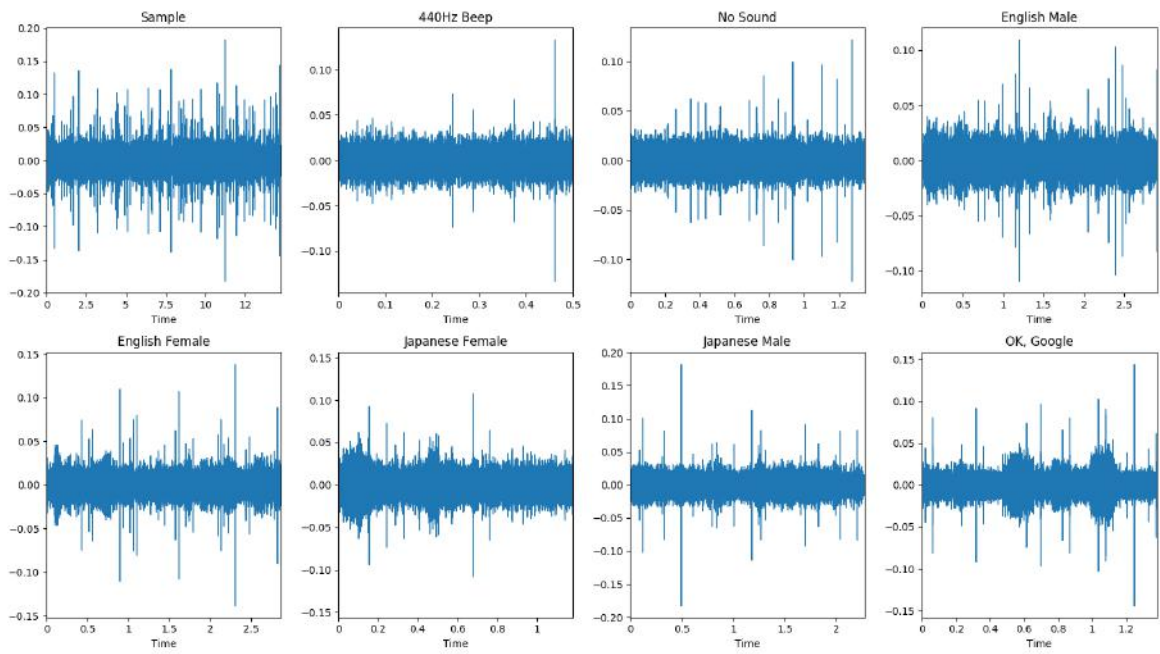 Sample
0.20
0.15
0.10
0.05
0.00
−0.05
−0.10
−0.15
−0.20
0 2.5 5 7.5 10 12
Time
440Hz Beep
0.10
0.05
0.00
−0.05
−0.10
0 0.1 0.2 0.3 0.4 0.5
Time
No Sound
0.10
0.05
0.00
−0.05
−0.10
0 0.2 0.4 0.6 0.8 1 1.2
Time
English Male
0.10
0.05
0.00
−0.05
−0.10
0 0.5 1 1.5 2 2.5
Time
English Female
0.15
0.10
0.05
0.00
−0.05
−0.10
−0.15
0 0.5 1 1.5 2 2.5
Time
Japanese Female
0.15
0.10
0.05
0.00
−0.05
−0.10
−0.15
0 0.2 0.4 0.6 0.8 1
Time
Japanese Male
0.20
0.15
0.10
0.05
0.00
−0.05
−0.10
−0.15
−0.20
0 0.5 1 1.5 2
Time
OK, Google
0.15
0.10
0.05
0.00
−0.05
−0.10
−0.15
0 0.2 0.4 0.6 0.8 1 1.2
Time